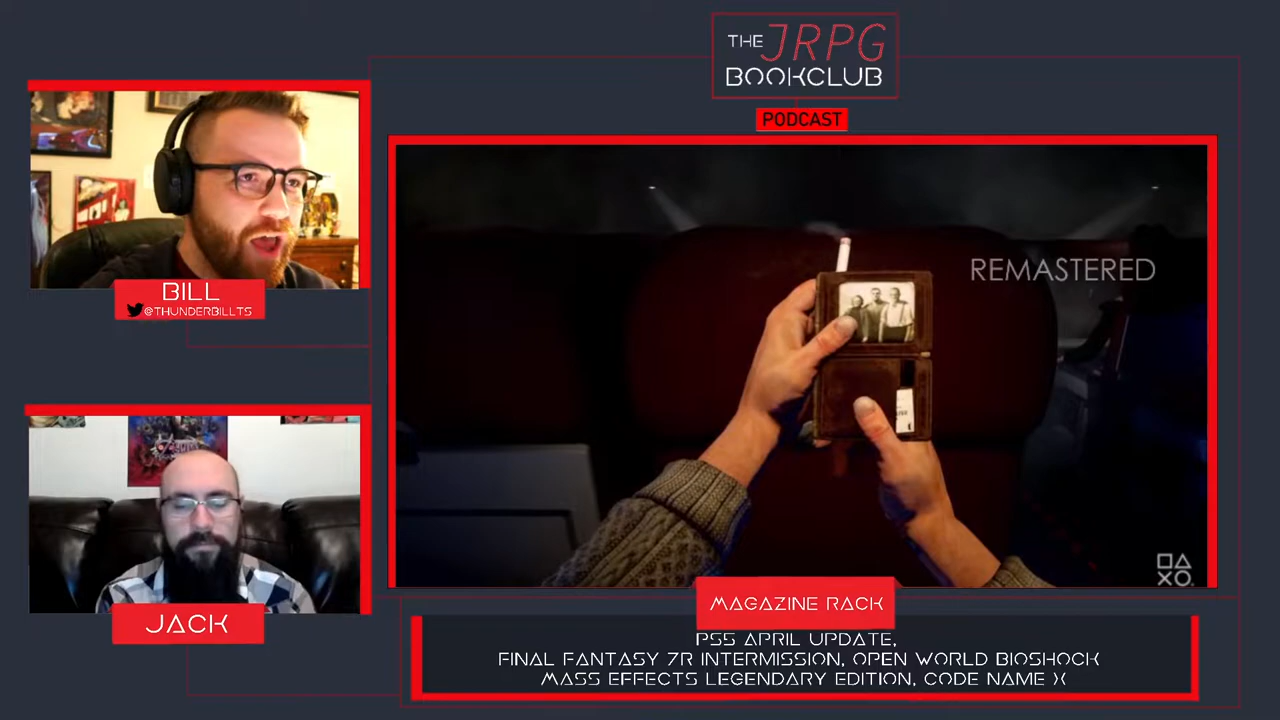 THE JRPG
BOOKCLUB
PODCAST
REMASTERED
BILL
@THUNDERBILLTS
JACK
MAGAZINE RACK
PS5 APRIL UPDATE,
FINAL FANTASY 7R INTERMISSION, OPEN WORLD BIOSHOCK
MASS EFFECTS LEGENDARY EDITION, CODE NAME X